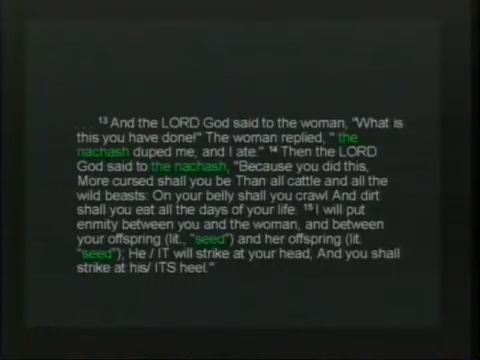 . . . ¹³ And the LORD God said to the woman, "What is
this you have done!" The woman replied, " the
nachash duped me, and I ate." ¹⁴ Then the LORD
God said to the nachash, "Because you did this,
More cursed shall you be Than all cattle and all the
wild beasts: On your belly shall you crawl And dirt
shall you eat all the days of your life. ¹⁵ I will put
enmity between you and the woman, and between
your offspring (lit., "seed") and her offspring (lit.
"seed"); He / IT will strike at your head, And you shall
strike at his/ ITS heel."